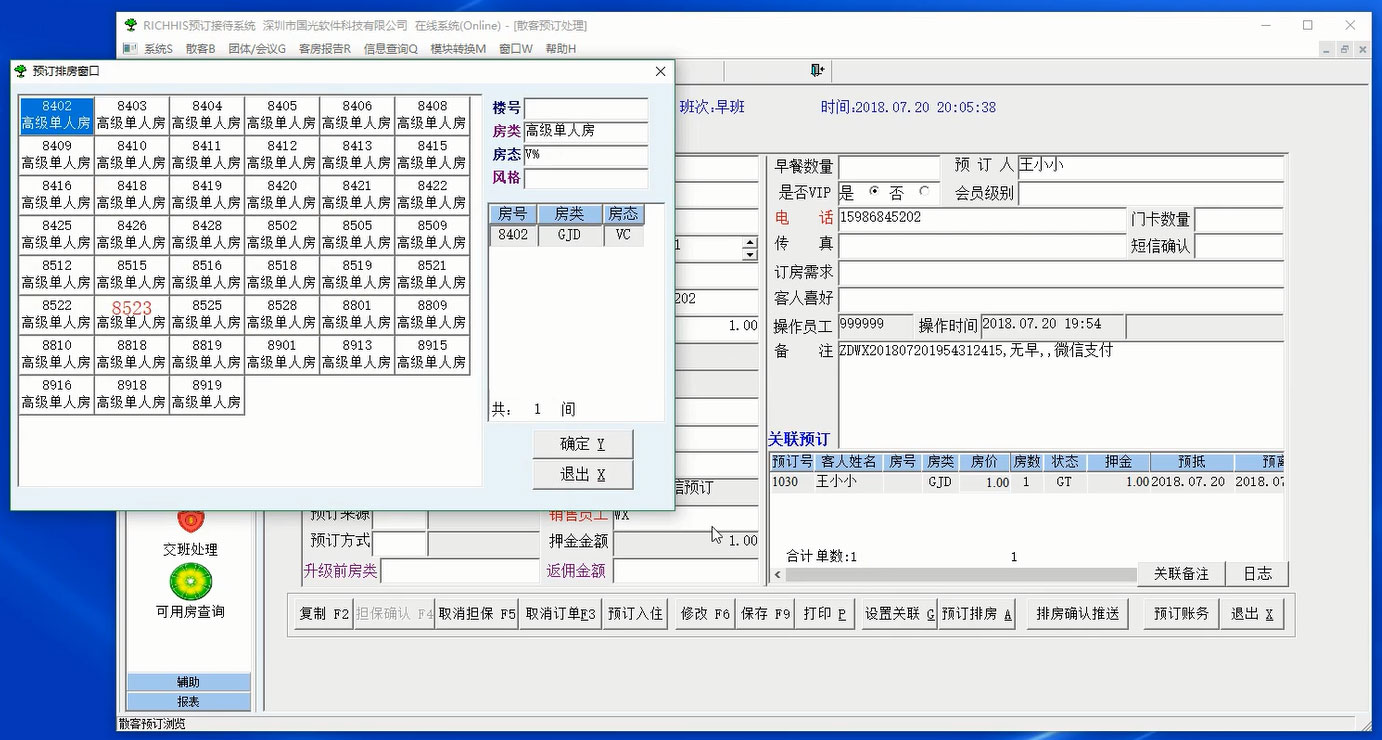 RICHHIS预订接待系统 深圳市国光软件科技有限公司 在线系统(Online) - [散客预订处理]
系统S 散客B 团体/会议G 客房报告R 信息查询Q 模块转换M 窗口W 帮助H
预订排房窗口
班次:早班 时间:2018.07.20 20:05:38
8402 8403 8404 8405 8406 8408
高级单人房 高级单人房 高级单人房 高级单人房 高级单人房 高级单人房
8409 8410 8411 8412 8413 8415
高级单人房 高级单人房 高级单人房 高级单人房 高级单人房 高级单人房
8416 8418 8419 8420 8421 8422
高级单人房 高级单人房 高级单人房 高级单人房 高级单人房 高级单人房
8425 8426 8428 8502 8505 8509
高级单人房 高级单人房 高级单人房 高级单人房 高级单人房 高级单人房
8512 8515 8516 8518 8519 8521
高级单人房 高级单人房 高级单人房 高级单人房 高级单人房 高级单人房
8522 8523 8525 8528 8801 8809
高级单人房 高级单人房 高级单人房 高级单人房 高级单人房 高级单人房
8810 8818 8819 8901 8913 8915
高级单人房 高级单人房 高级单人房 高级单人房 高级单人房 高级单人房
8916 8918 8919
高级单人房 高级单人房 高级单人房
楼号
房类 高级单人房
房态 V%
风格
房号 房类 房态
8402 GJD VC
共: 1 间
确定 Y
退出 X
1
202
1.00
信预订
早餐数量 预 订 人 王小小
是否VIP 是 否 会员级别
电 话 15986845202 门卡数量
传 真 短信确认
订房需求
客人喜好
操作员工 999999 操作时间 2018.07.20 19:54
备 注 ZDWX201807201954312415,无早,,微信支付
关联预订
预订号 客人姓名 房号 房类 房价 房数 状态 押金 预抵 预离
1030 王小小 GJD 1.00 1 GT 1.00 2018.07.20 2018.07
合计单数:1 1
关联备注 日志
预订来源 销售员工 WX
预订方式 押金金额 1.00
升级前房类 返佣金额
交班处理
可用房查询
复制 F2 担保确认 F4 取消担保 F5 取消订单F3 预订入住 修改 F6 保存 F9 打印 P 设置关联 G 预订排房 A 排房确认推送 预订账务 退出 X
辅助
报表
散客预订浏览